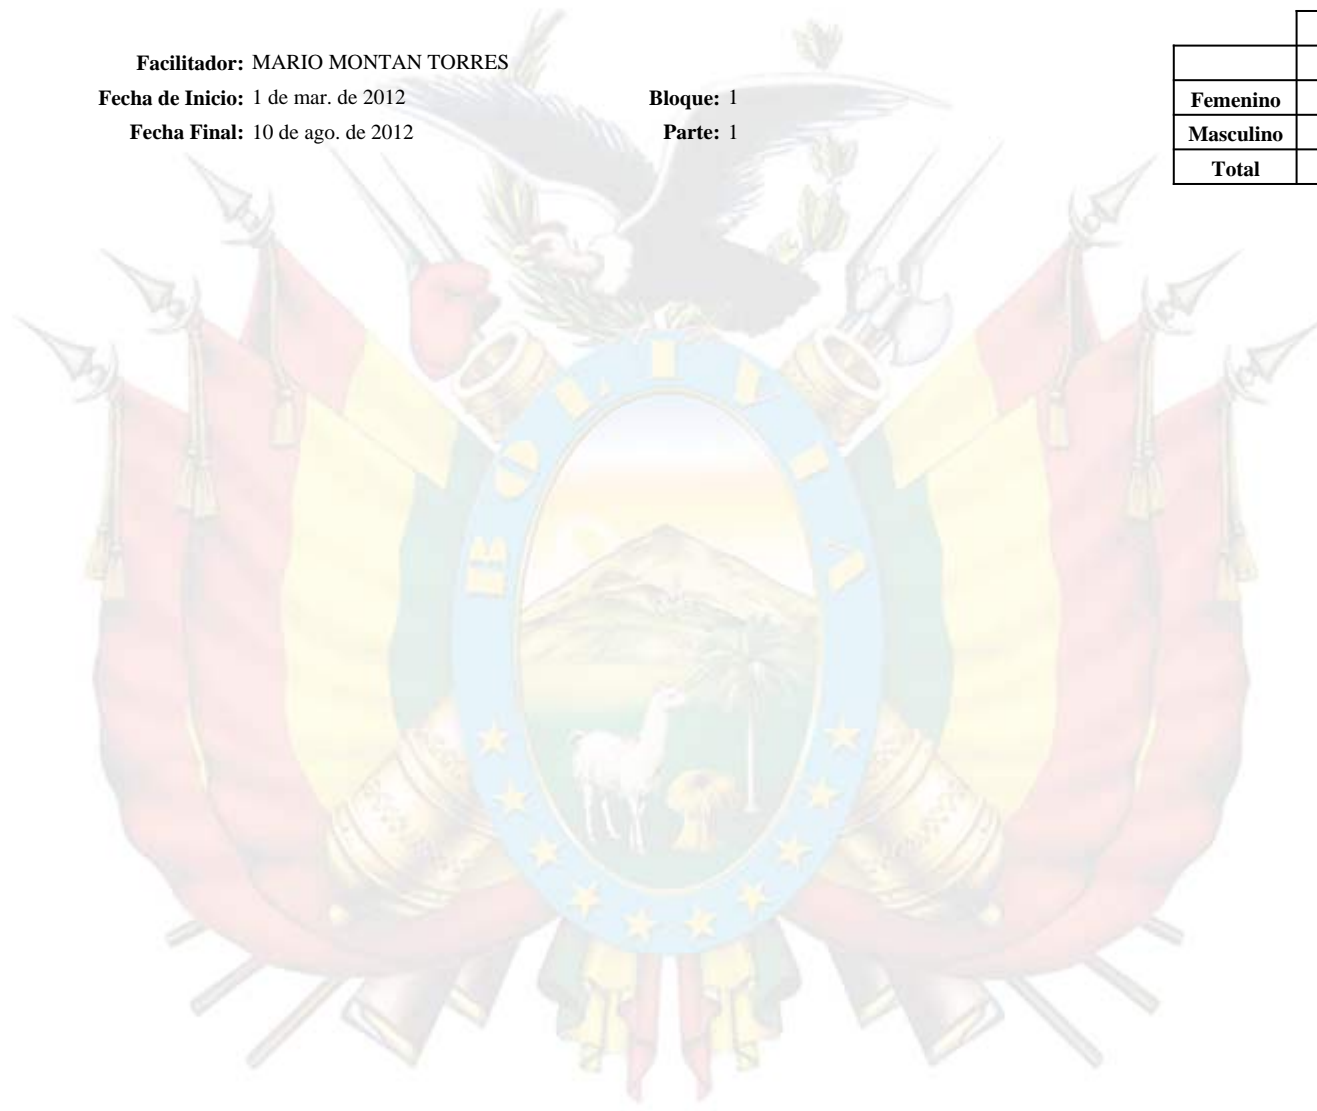 Facilitador: MARIO MONTAN TORRES
Fecha de Inicio: 1 de mar. de 2012 Bloque: 1
Fecha Final: 10 de ago. de 2012 Parte: 1
Femenino
Masculino
Total
BOLIVIA